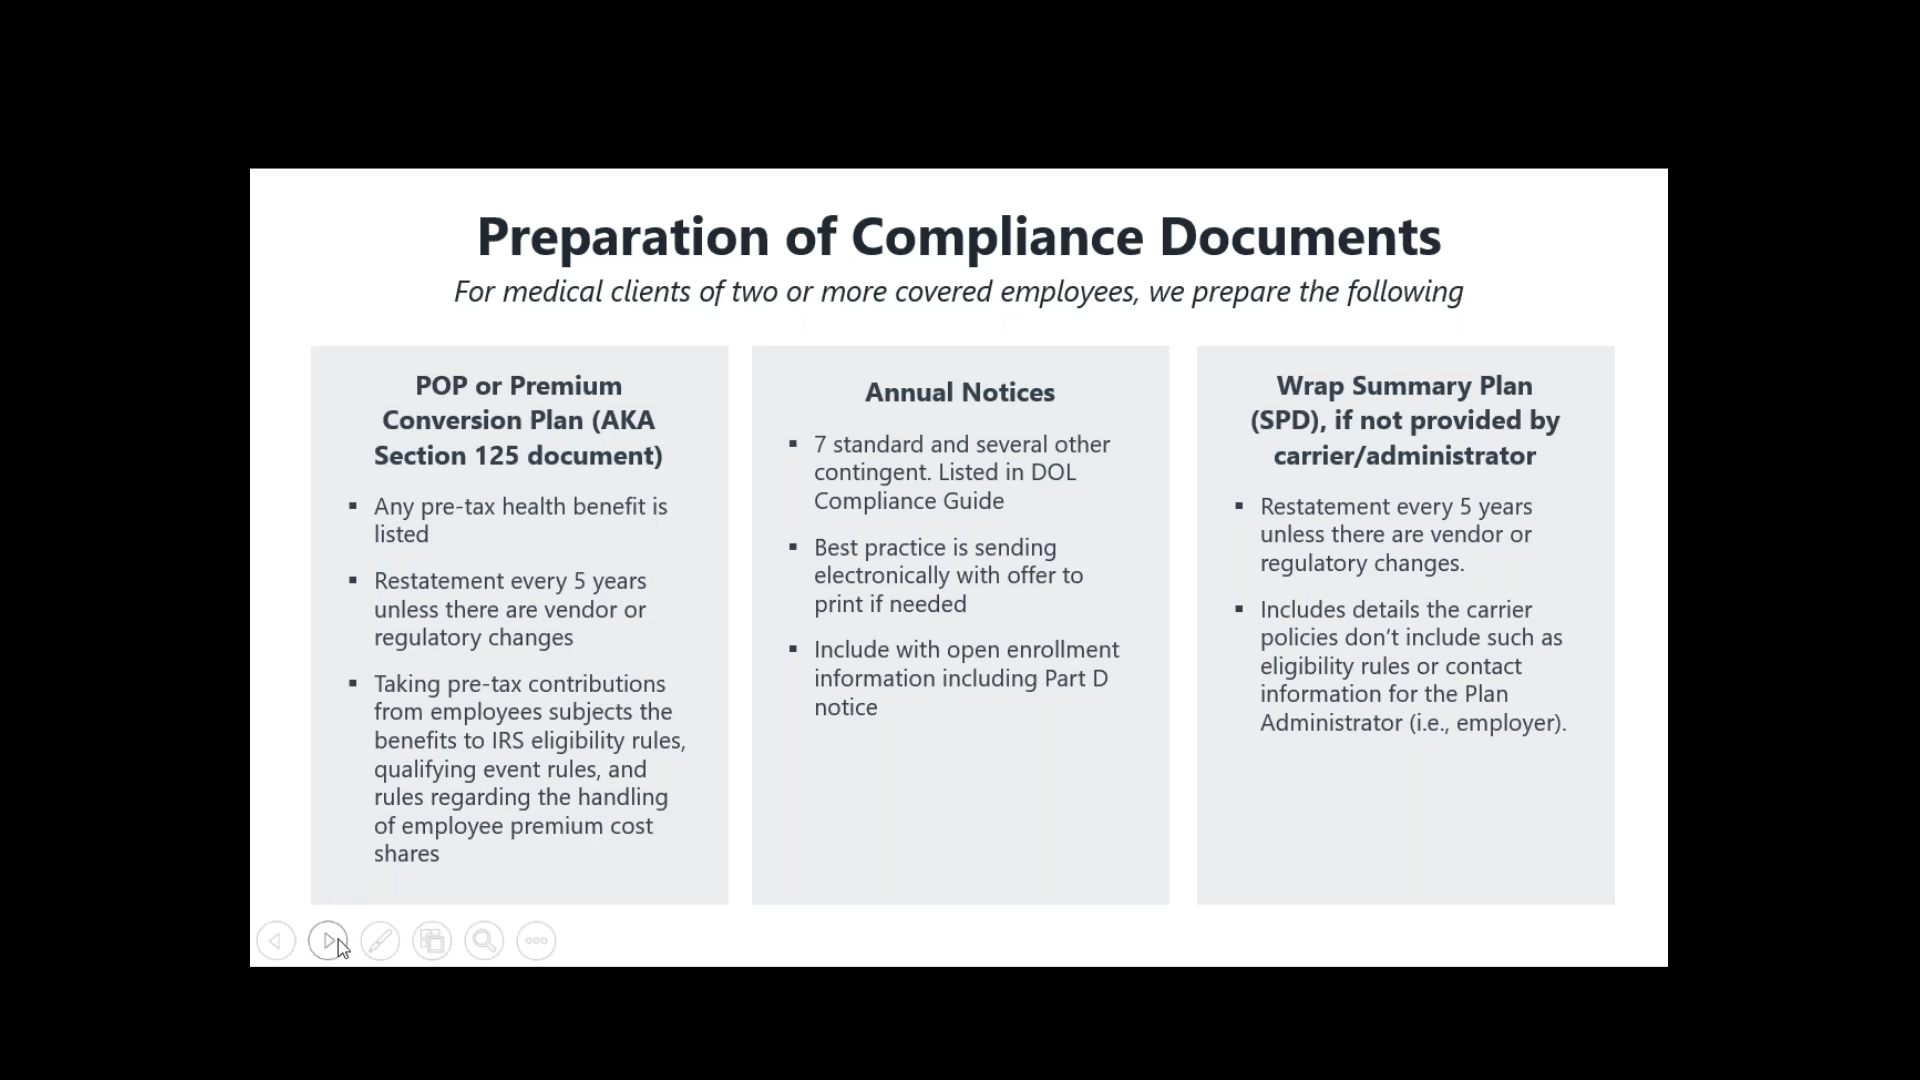 Preparation of Compliance Documents
For medical clients of two or more covered employees, we prepare the following
POP or Premium
Conversion Plan (AKA
Section 125 document)
▪ Any pre-tax health benefit is
listed
▪ Restatement every 5 years
unless there are vendor or
regulatory changes
▪ Taking pre-tax contributions
from employees subjects the
benefits to IRS eligibility rules,
qualifying event rules, and
rules regarding the handling
of employee premium cost
shares
Annual Notices
▪ 7 standard and several other
contingent. Listed in DOL
Compliance Guide
▪ Best practice is sending
electronically with offer to
print if needed
▪ Include with open enrollment
information including Part D
notice
Wrap Summary Plan
(SPD), if not provided by
carrier/administrator
▪ Restatement every 5 years
unless there are vendor or
regulatory changes.
▪ Includes details the carrier
policies don’t include such as
eligibility rules or contact
information for the Plan
Administrator (i.e., employer).